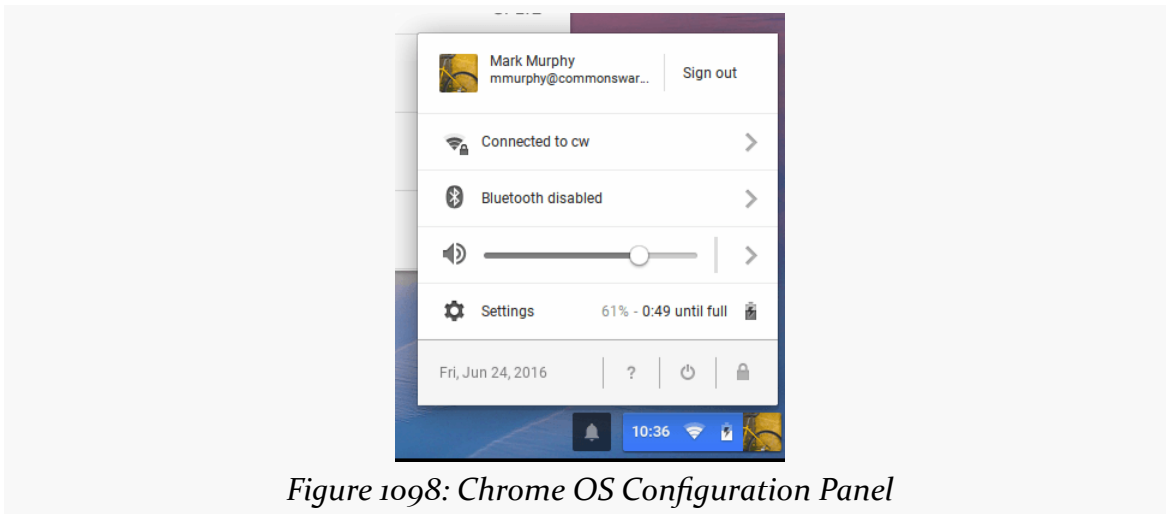 Mark Murphy
mmurphy@commonswar...
Sign out
Connected to cw
Bluetooth disabled
Settings 61% - 0:49 until full
Fri, Jun 24, 2016 ?
10:36
Figure 1098: Chrome OS Configuration Panel